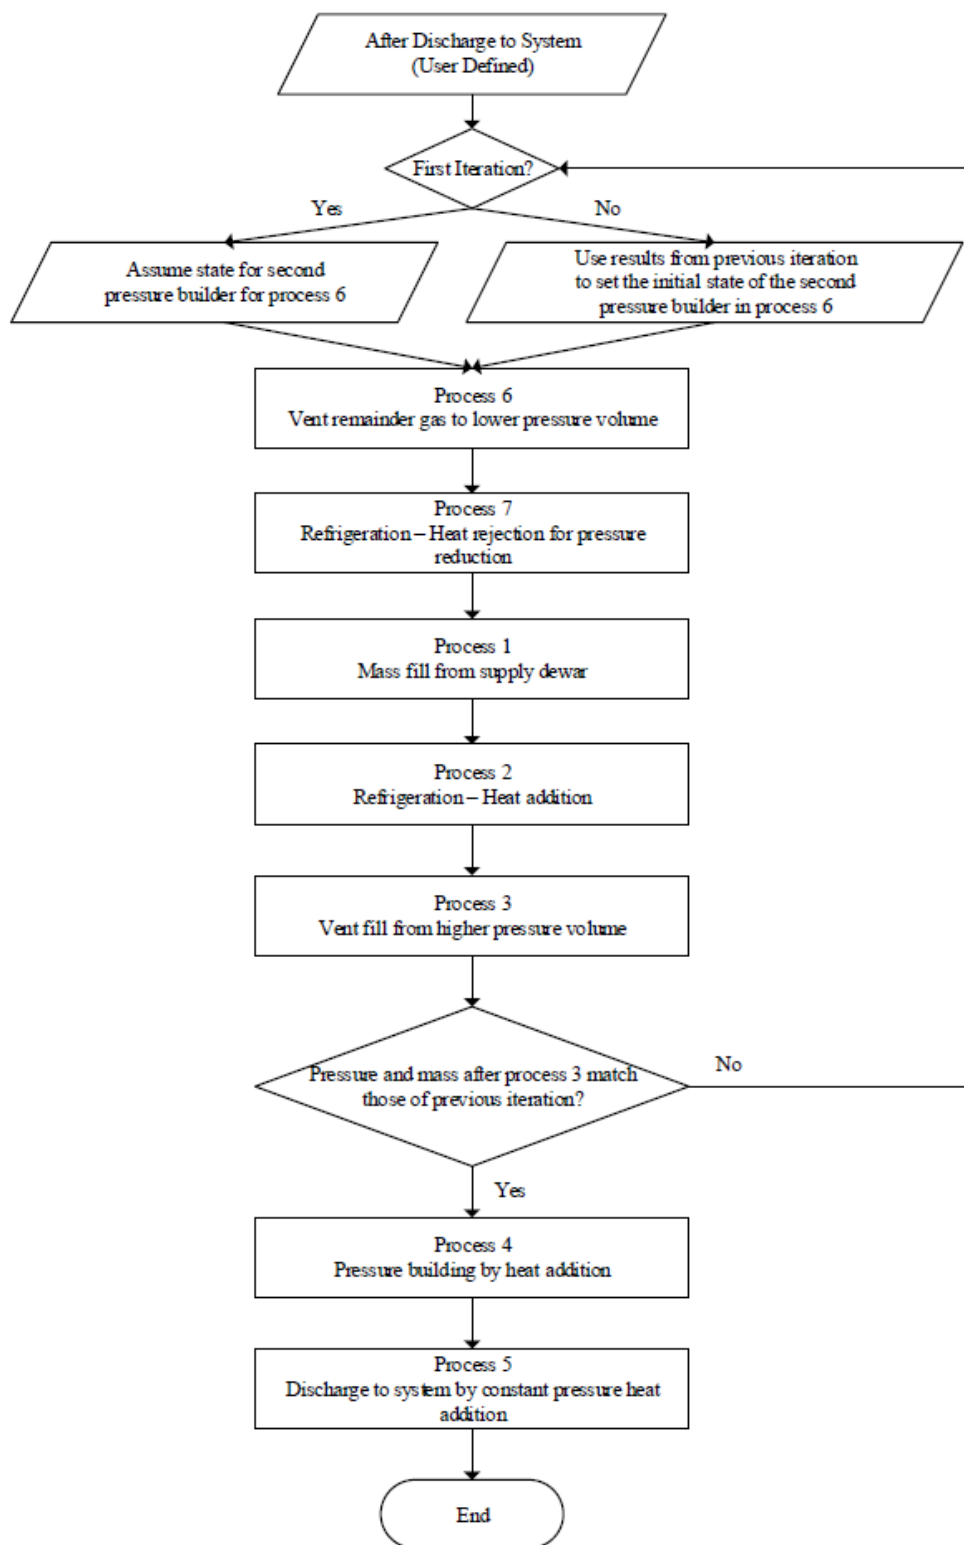 After Discharge to System
(User Defined)
First Iteration?
Yes
No
Assume state for second
pressure builder for process 6
Use results from previous iteration
to set the initial state of the second
pressure builder in process 6
Process 6
Vent remainder gas to lower pressure volume
Process 7
Refrigeration – Heat rejection for pressure
reduction
Process 1
Mass fill from supply dewar
Process 2
Refrigeration – Heat addition
Process 3
Vent fill from higher pressure volume
Pressure and mass after process 3 match
those of previous iteration?
No
Yes
Process 4
Pressure building by heat addition
Process 5
Discharge to system by constant pressure heat
addition
End